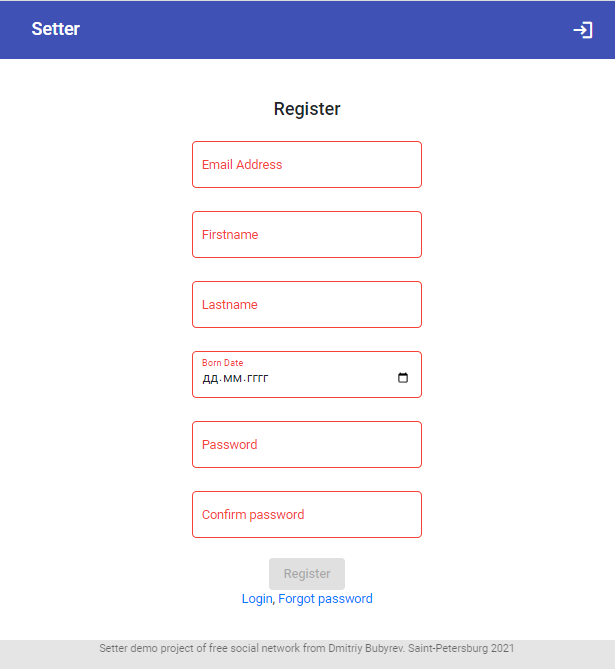 Setter
Register
Email Address
Firstname
Lastname
Born Date
дд.мм.гггг
Password
Confirm password
Register
Login, Forgot password
Setter demo project of free social network from Dmitriy Bubyrev. Saint-Petersburg 2021